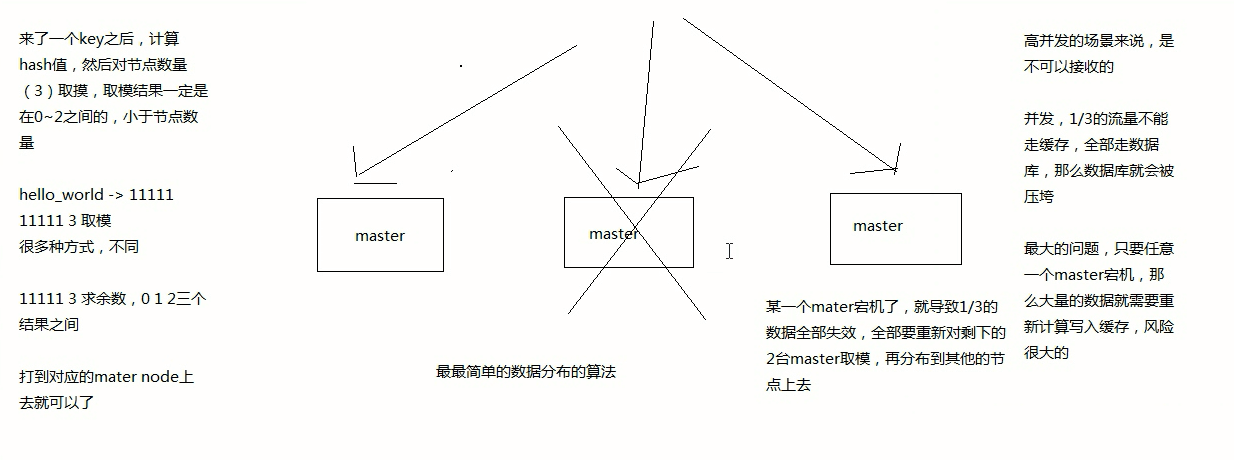 来了一个key之后，计算
hash值，然后对节点数量
（3）取摸，取模结果一定是
在0~2之间的，小于节点数
量
hello_world -> 11111
11111 3 取模
很多种方式，不同
11111 3 求余数，0 1 2三个
结果之间
打到对应的mater node上
去就可以了
master
master
master
最最简单的数据分布的算法
某一个mater宕机了，就导致1/3的
数据全部失效，全部要重新对剩下的
2台master取模，再分布到其他的节
点上去
高并发的场景来说，是
不可以接收的
并发，1/3的流量不能
走缓存，全部走数据
库，那么数据库就会被
压垮
最大的问题，只要任意
一个master宕机，那
么大量的数据就需要重
新计算写入缓存，风险
很大的